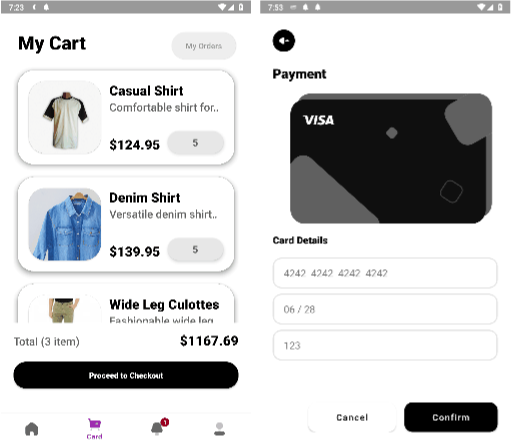 7:23
My Cart
My Orders
Casual Shirt
Comfortable shirt for..
$124.95
5
Denim Shirt
Versatile denim shirt..
$139.95
5
Wide Leg Culottes
Fashionable wide leg
Total (3 item)
$1167.69
Proceed to Checkout
1
Card
7:53
Payment
VISA
Card Details
4242 4242 4242 4242
06 / 28
123
Cancel
Confirm